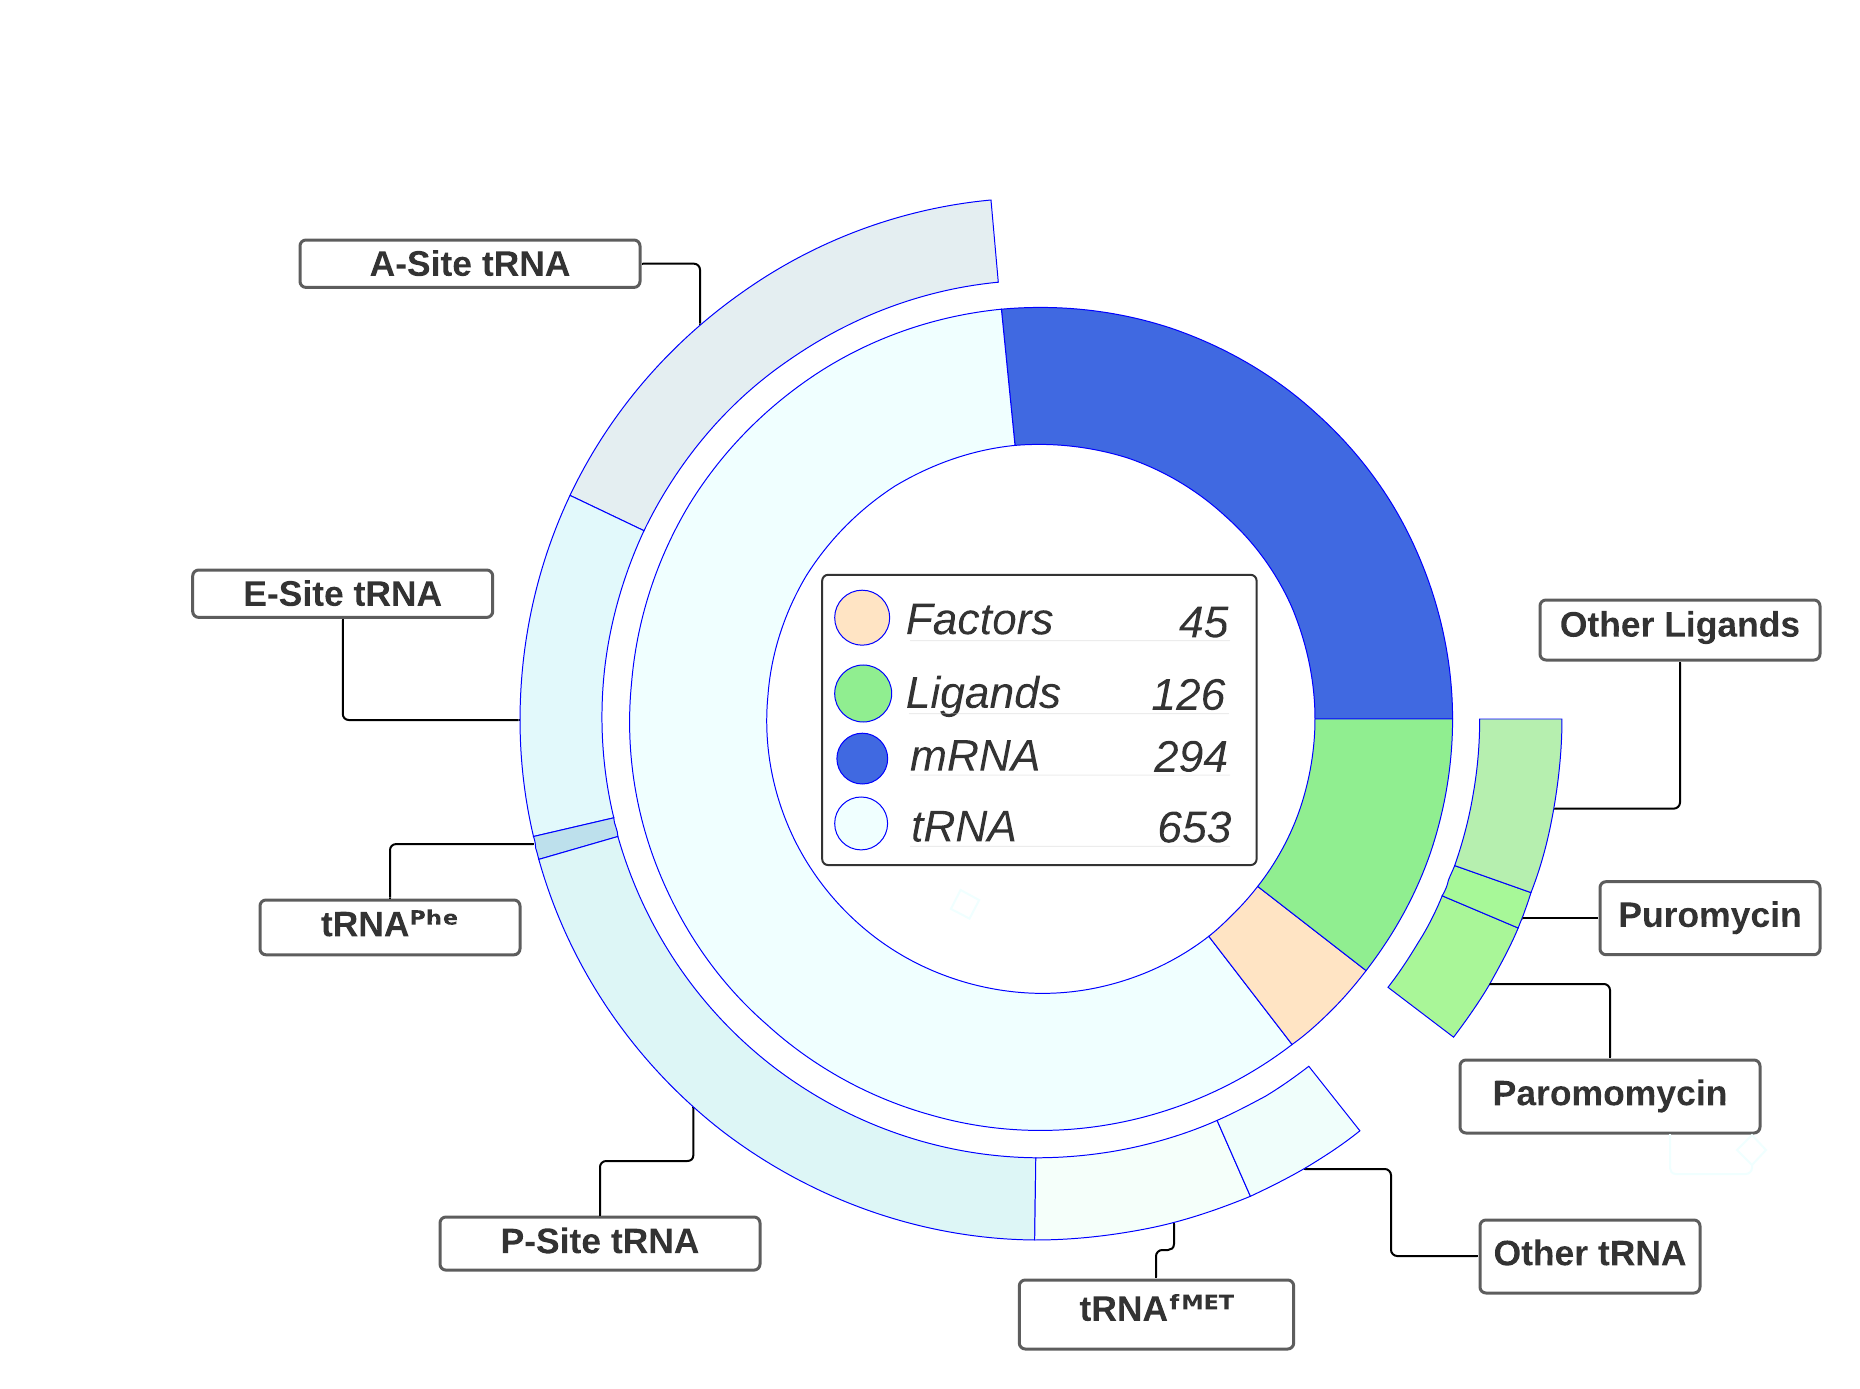 A-Site tRNA
E-Site tRNA
Factors 45
Ligands 126
mRNA 294
tRNA 653
Other Ligands
tRNAᴾʰᵉ
Puromycin
Paromomycin
P-Site tRNA
Other tRNA
tRNAᶠᴹᴱᵀ